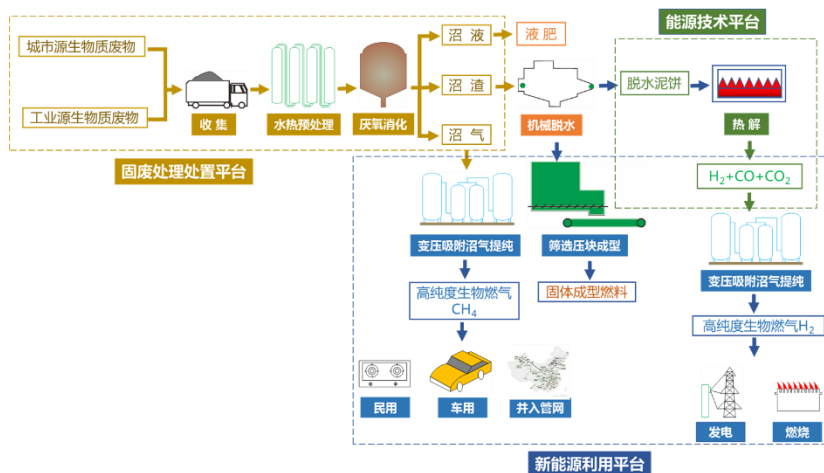 能源技术平台
城市源生物质废物
工业源生物质废物
收集
水热预处理
厌氧消化
沼液
液肥
沼渣
沼气
机械脱水
脱水泥饼
热解
固废处理处置平台
H₂+CO+CO₂
变压吸附沼气提纯
筛选压块成型
变压吸附沼气提纯
高纯度生物燃气
CH₄
固体成型燃料
高纯度生物燃气H₂
民用
车用
并入管网
发电
燃烧
新能源利用平台